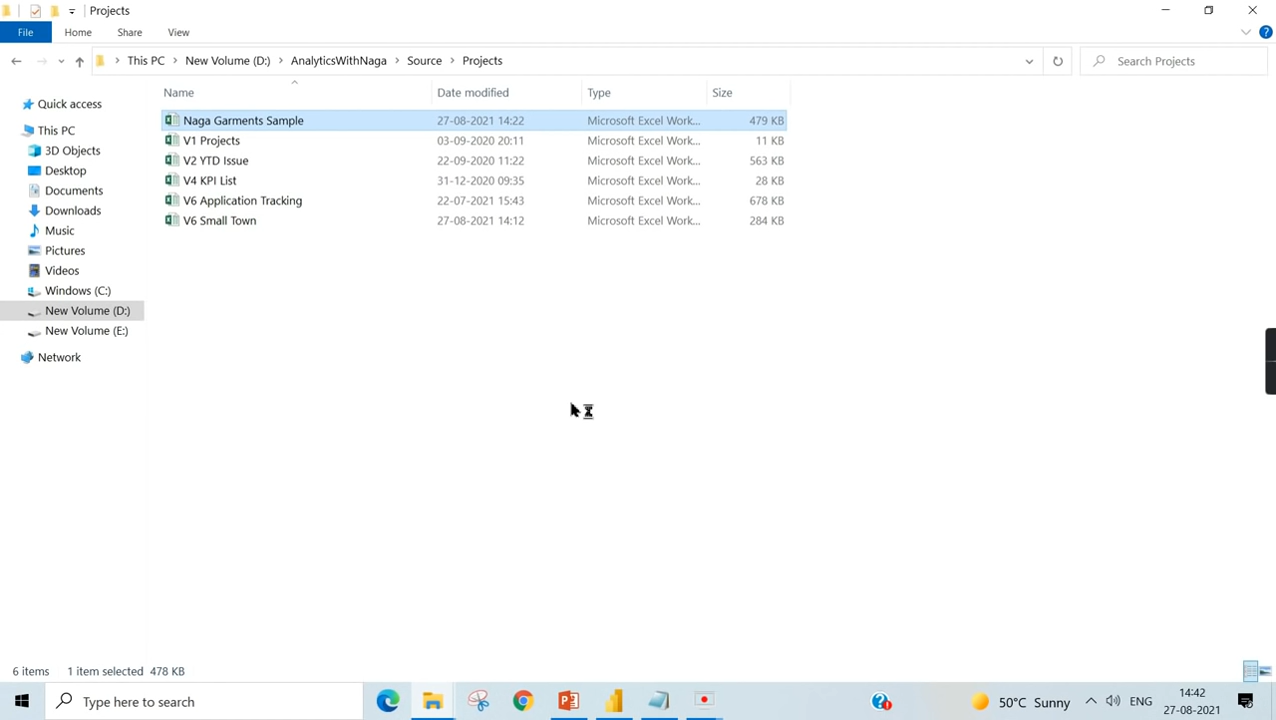 Projects
File Home Share View
This PC New Volume (D:) AnalyticsWithNaga Source Projects Search Projects
Name Date modified Type Size
Quick access
This PC
3D Objects
Desktop
Documents
Downloads
Music
Pictures
Videos
Windows (C:)
New Volume (D:)
New Volume (E:)
Network
Naga Garments Sample 27-08-2021 14:22 Microsoft Excel Work... 479 KB
V1 Projects 03-09-2020 20:11 Microsoft Excel Work... 11 KB
V2 YTD Issue 22-09-2020 11:22 Microsoft Excel Work... 563 KB
V4 KPI List 31-12-2020 09:35 Microsoft Excel Work... 28 KB
V6 Application Tracking 22-07-2021 15:43 Microsoft Excel Work... 678 KB
V6 Small Town 27-08-2021 14:12 Microsoft Excel Work... 284 KB
6 items 1 item selected 478 KB
Type here to search
50°C Sunny ENG
14:42
27-08-2021